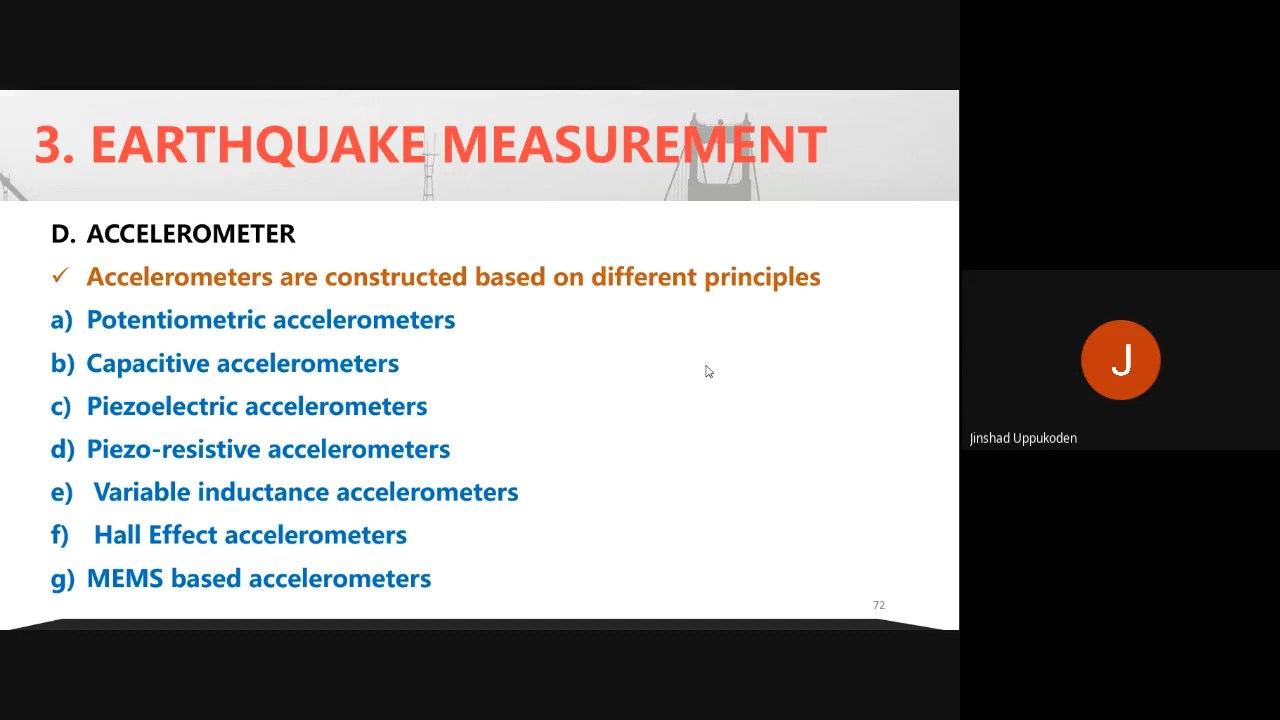 3. EARTHQUAKE MEASUREMENT
D. ACCELEROMETER
✓ Accelerometers are constructed based on different principles
a) Potentiometric accelerometers
b) Capacitive accelerometers
c) Piezoelectric accelerometers
d) Piezo-resistive accelerometers
e) Variable inductance accelerometers
f) Hall Effect accelerometers
g) MEMS based accelerometers
72
J
Jinshad Uppukoden